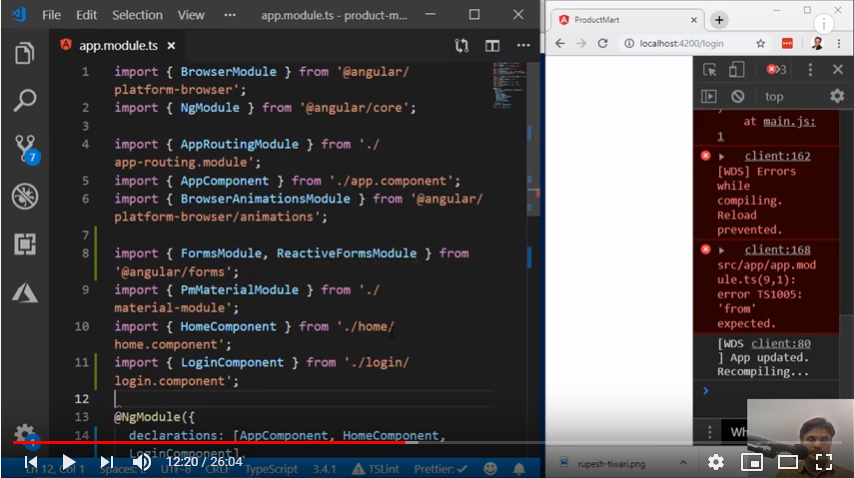 File Edit Selection View ··· app.module.ts - product-m...
app.module.ts
1 import { BrowserModule } from '@angular/
platform-browser';
2 import { NgModule } from '@angular/core';
3
4 import { AppRoutingModule } from './
app-routing.module';
5 import { AppComponent } from './app.component';
6 import { BrowserAnimationsModule } from '@angular/
platform-browser/animations';
7
8 import { FormsModule, ReactiveFormsModule } from
'@angular/forms';
9 import { PmMaterialModule } from './
material-module';
10 import { HomeComponent } from './home/
home.component';
11 import { LoginComponent } from './login/
login.component';
12
13 @NgModule({
14 declarations: [AppComponent, HomeComponent,
LoginComponent],
7
Ln 12, Col 1 Spaces: UTF-8 CRLF TypeScript 3.4.1 TSLint Prettier: ✓
12:20 / 26:04
ProductMart
localhost:4200/login
3
top
at main.js:
1
client:162
[WDS] Errors
while
compiling.
Reload
prevented.
client:168
src/app/app.mod
ule.ts(9,1):
error TS1005:
'from'
expected.
[WDS client:80
] App updated.
Recompiling...
rupesh-tiwari.png